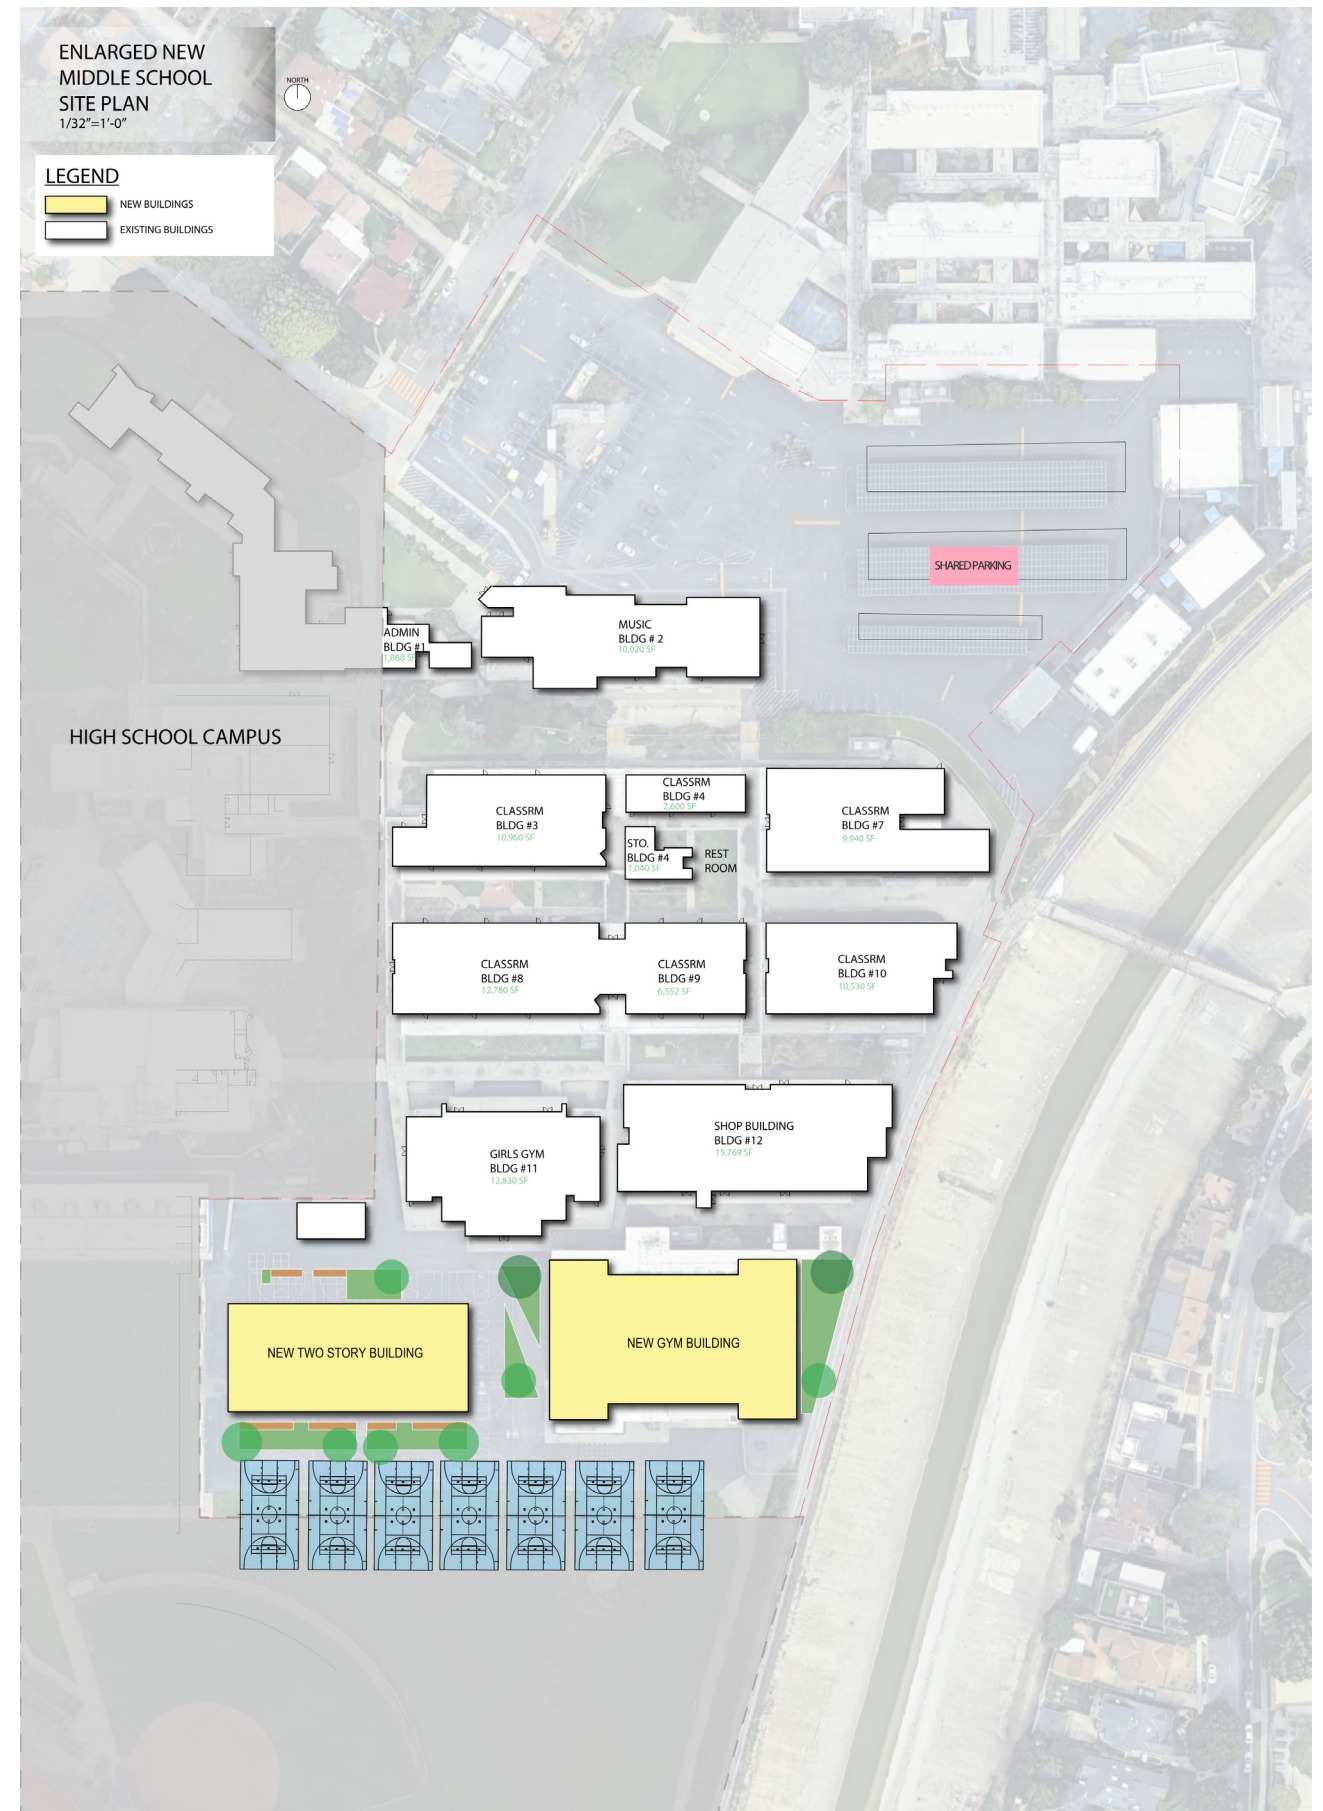 ENLARGED NEW
MIDDLE SCHOOL
SITE PLAN
1/32"=1'-0"
NORTH
LEGEND
NEW BUILDINGS
EXISTING BUILDINGS
SHARED PARKING
ADMIN
BLDG #1
1,868 SF
MUSIC
BLDG # 2
10,020 SF
HIGH SCHOOL CAMPUS
CLASSRM
BLDG #3
10,960 SF
CLASSRM
BLDG #4
2,600 SF
STO.
BLDG #4
1,040 SF
REST
ROOM
CLASSRM
BLDG #7
9,940 SF
CLASSRM
BLDG #8
12,780 SF
CLASSRM
BLDG #9
6,552 SF
CLASSRM
BLDG #10
10,530 SF
GIRLS GYM
BLDG #11
12,830 SF
SHOP BUILDING
BLDG #12
15,769 SF
NEW TWO STORY BUILDING
NEW GYM BUILDING